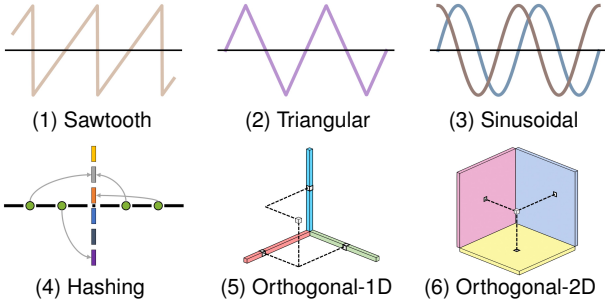 (1) Sawtooth
(2) Triangular
(3) Sinusoidal
(4) Hashing
(5) Orthogonal-1D
(6) Orthogonal-2D